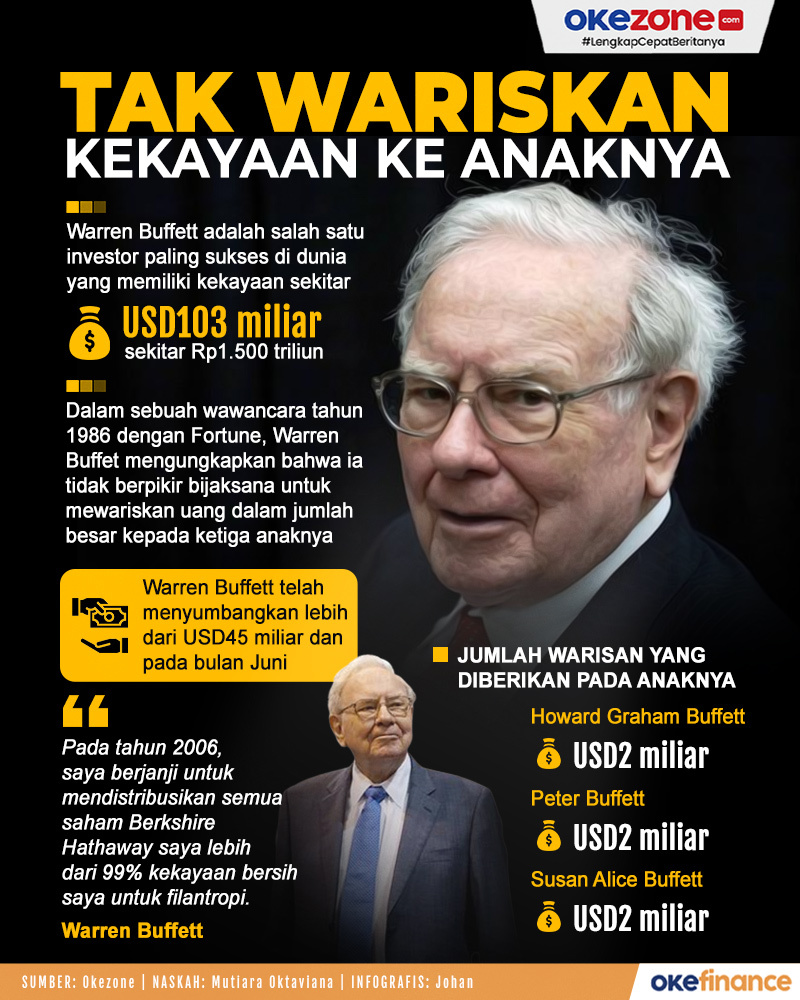 okezone.com
#LengkapCepatBeritanya
TAK WARISKAN
KEKAYAAN KE ANAKNYA
Warren Buffett adalah salah satu
investor paling sukses di dunia
yang memiliki kekayaan sekitar
USD103 miliar
sekitar Rp1.500 triliun
Dalam sebuah wawancara tahun
1986 dengan Fortune, Warren
Buffet mengungkapkan bahwa ia
tidak berpikir bijaksana untuk
mewariskan uang dalam jumlah
besar kepada ketiga anaknya
Warren Buffett telah
menyumbangkan lebih
dari USD45 miliar dan
pada bulan Juni
“
Pada tahun 2006,
saya berjanji untuk
mendistribusikan semua
saham Berkshire
Hathaway saya lebih
dari 99% kekayaan bersih
saya untuk filantropi.
Warren Buffett
JUMLAH WARISAN YANG
DIBERIKAN PADA ANAKNYA
Howard Graham Buffett
USD2 miliar
Peter Buffett
USD2 miliar
Susan Alice Buffett
USD2 miliar
SUMBER: Okezone | NASKAH: Mutiara Oktaviana | INFOGRAFIS: Johan
okefinance